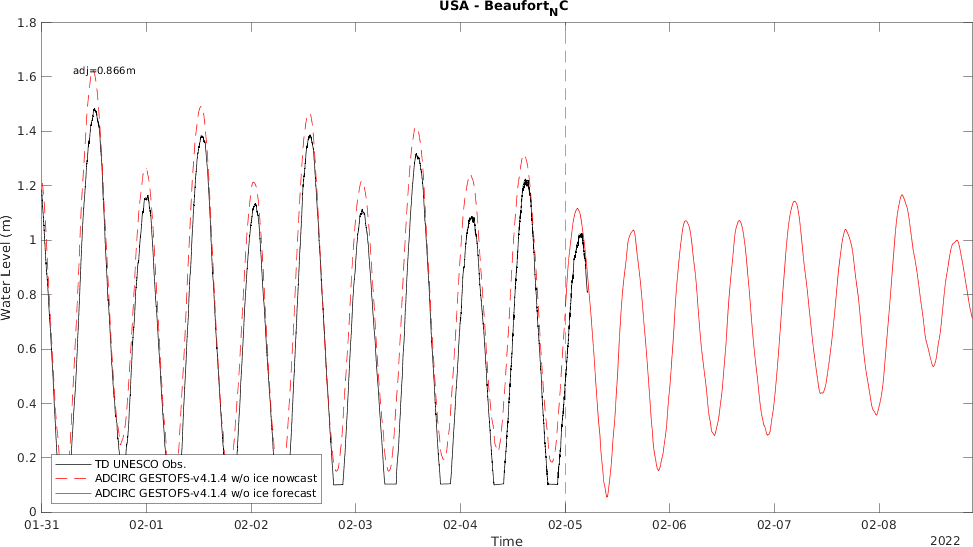 USA - Beaufort_NC
adj=0.866m
1.8
1.6
1.4
1.2
1
0.8
0.6
0.4
0.2
0
Water Level (m)
TD UNESCO Obs.
ADCIRC GESTOFS-v4.1.4 w/o ice nowcast
ADCIRC GESTOFS-v4.1.4 w/o ice forecast
01-31 02-01 02-02 02-03 02-04 02-05 02-06 02-07 02-08
Time
2022